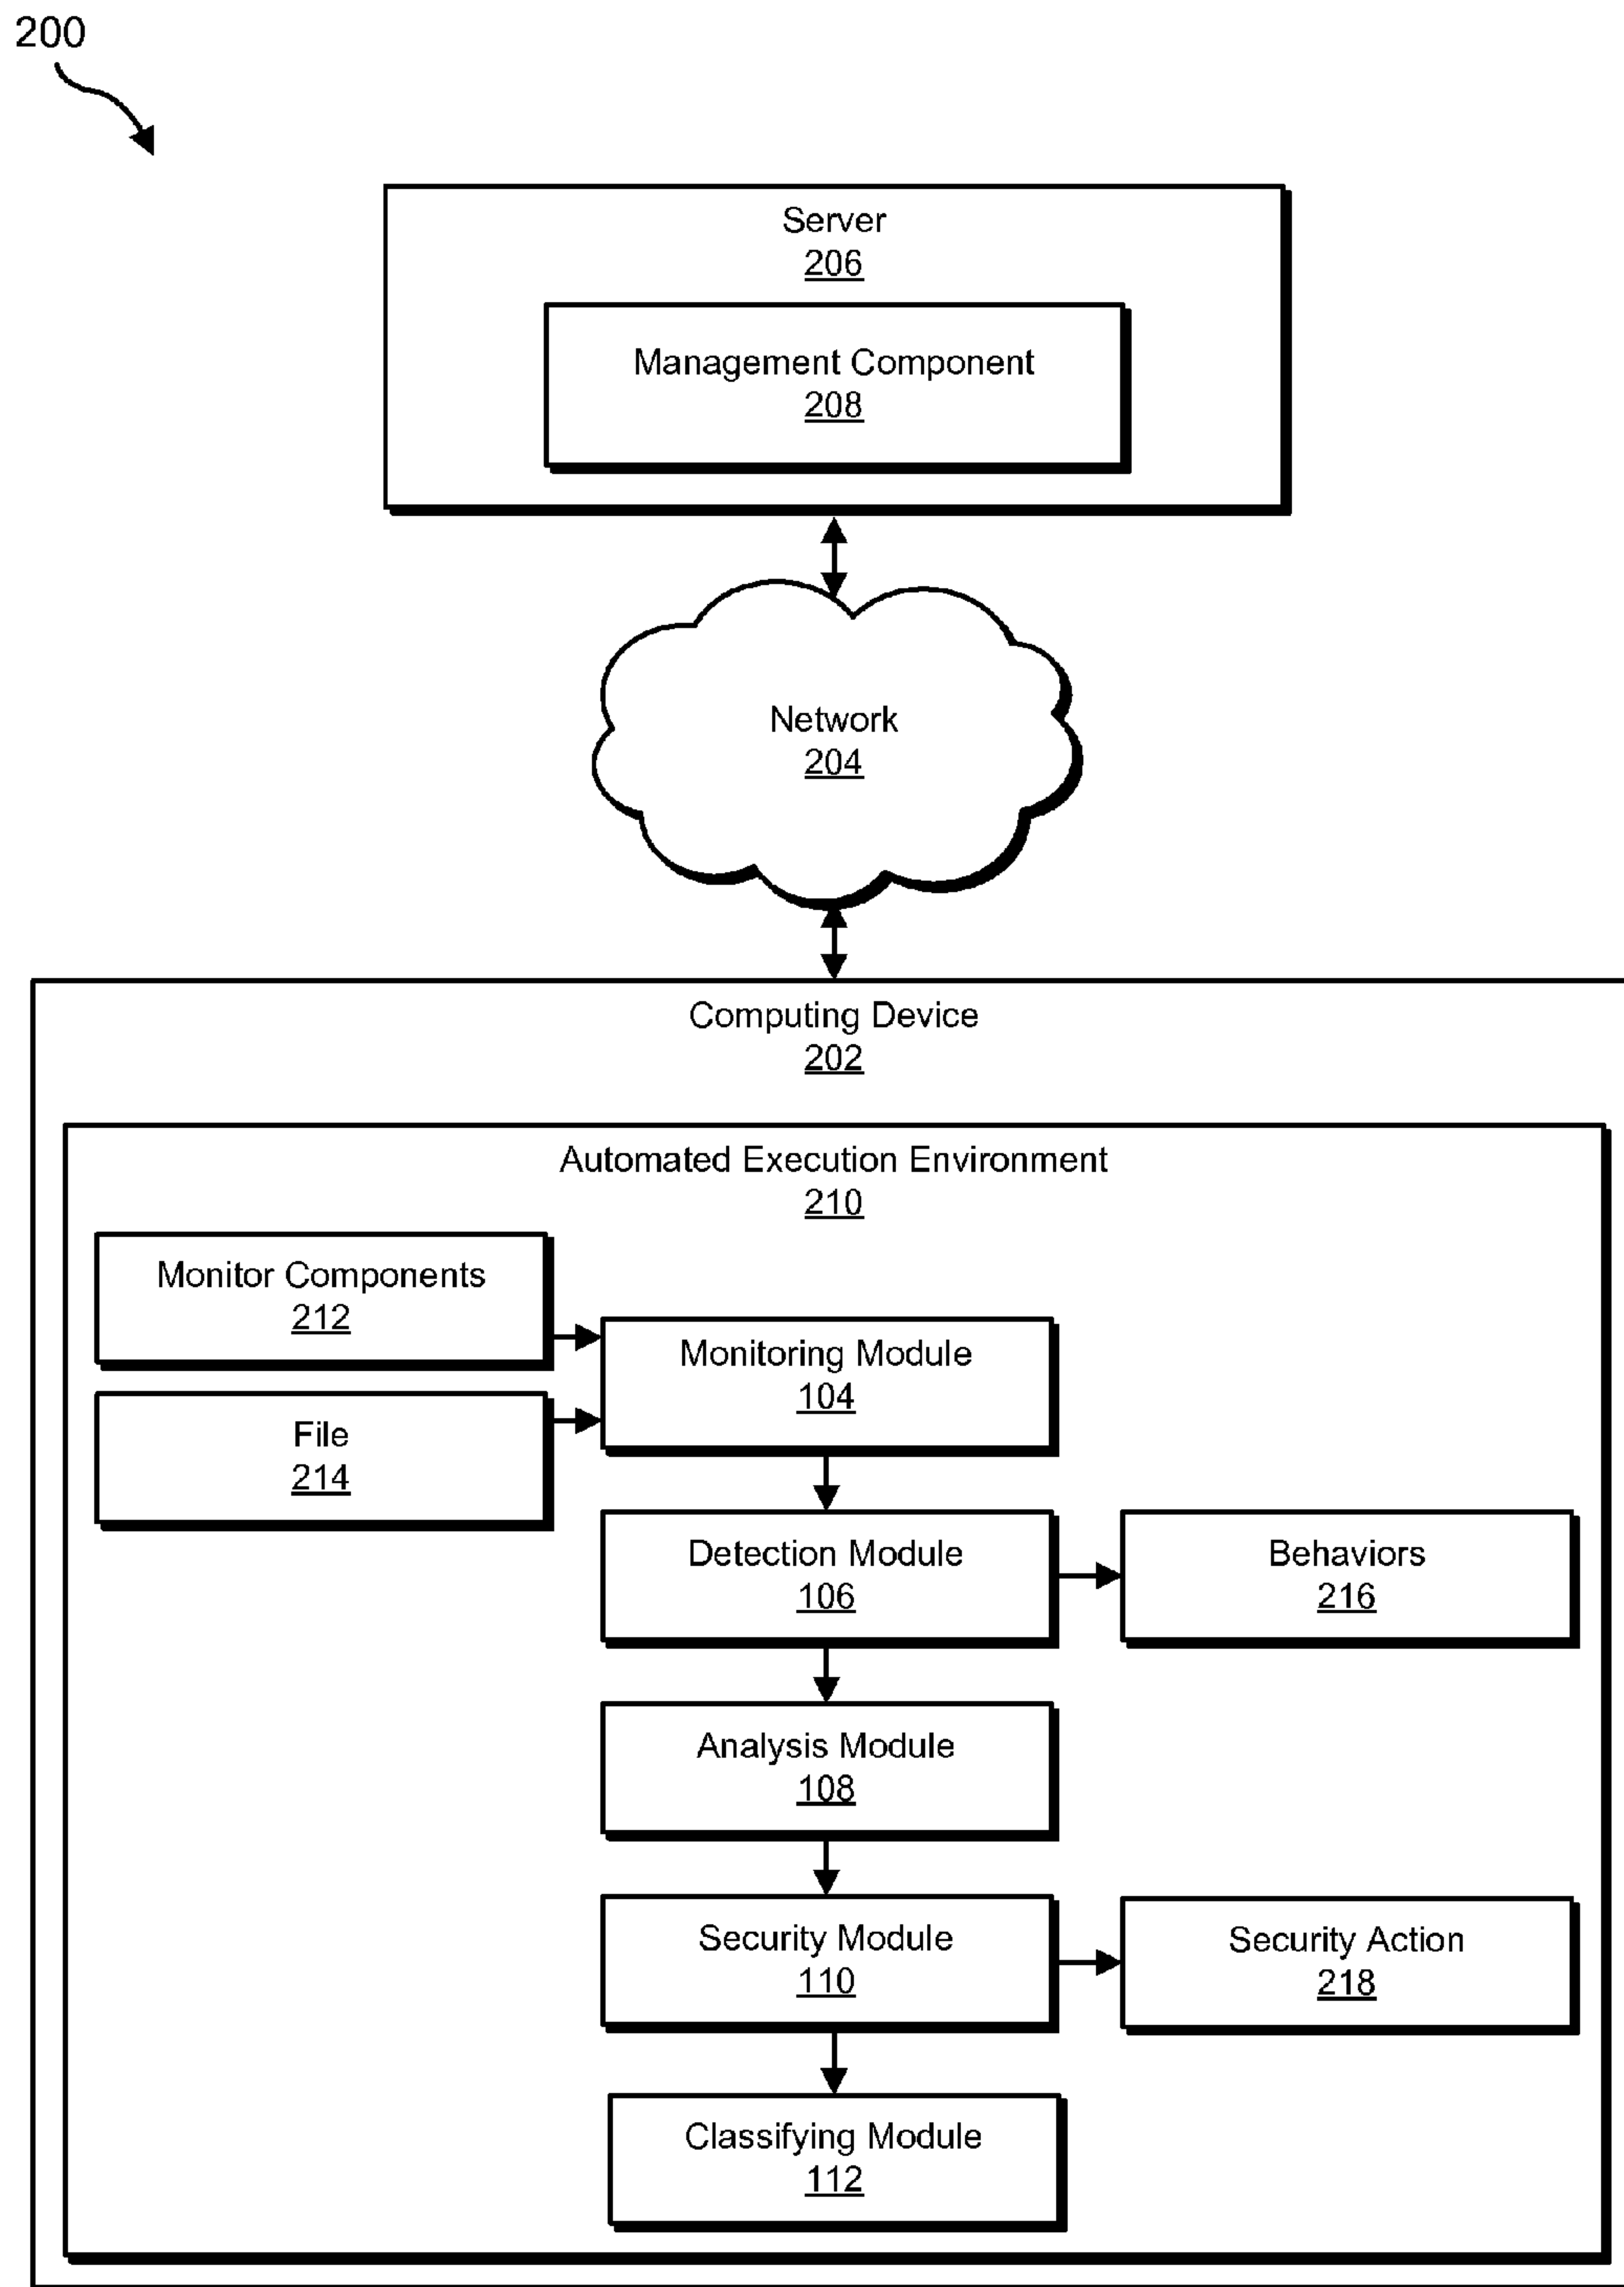 200
Server
206
Management Component
208
Network
204
Computing Device
202
Automated Execution Environment
210
Monitor Components
212
Monitoring Module
104
File
214
Detection Module
106
Behaviors
216
Analysis Module
108
Security Module
110
Security Action
218
Classifying Module
112